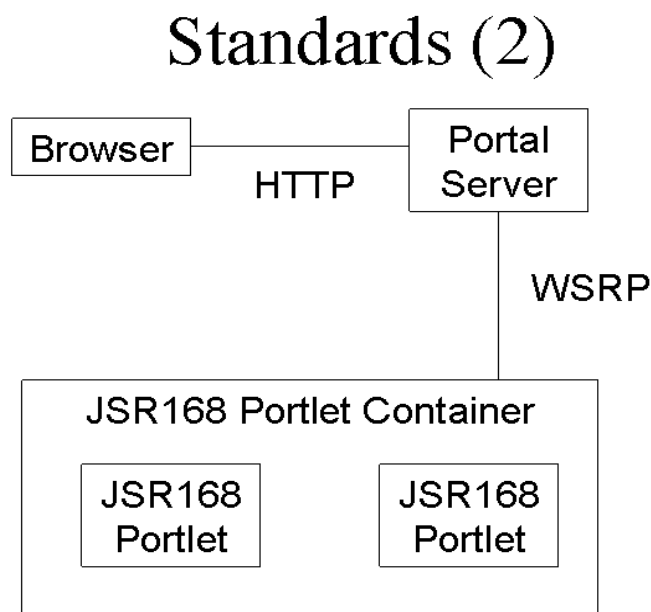 Standards (2)
Browser
HTTP
Portal
Server
WSRP
JSR168 Portlet Container
JSR168
Portlet
JSR168
Portlet